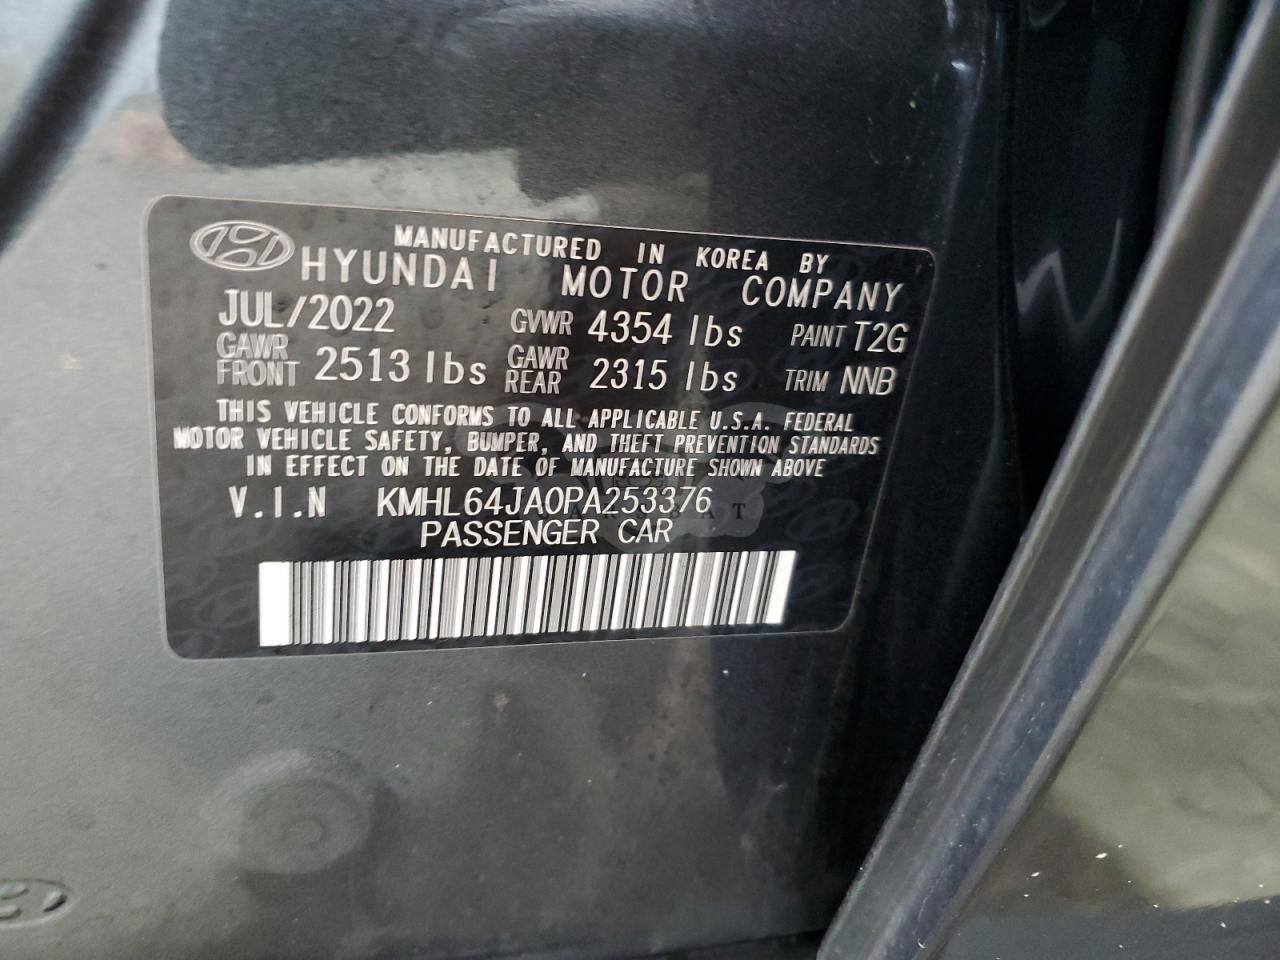 MANUFACTURED IN KOREA BY
HYUNDAI MOTOR COMPANY
JUL/2022 GVWR 4354 lbs PAINT T2G
GAWR FRONT 2513 lbs GAWR REAR 2315 lbs TRIM NNB
THIS VEHICLE CONFORMS TO ALL APPLICABLE U.S.A. FEDERAL
MOTOR VEHICLE SAFETY, BUMPER, AND THEFT PREVENTION STANDARDS
IN EFFECT ON THE DATE OF MANUFACTURE SHOWN ABOVE
V.I.N KMHL64JA0PA253376
PASSENGER CAR